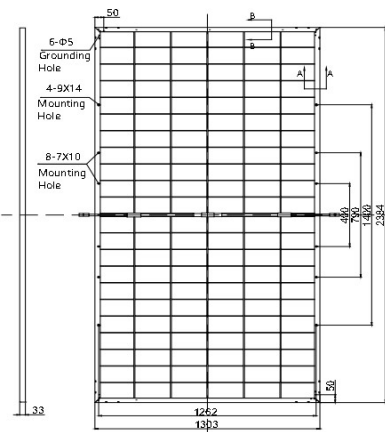 50
B
B
6-Φ5
Grounding
Hole
A A
4-9X14
Mounting
Hole
8-7X10
Mounting
Hole
400
790
1400
2384
50
33
1262
1303